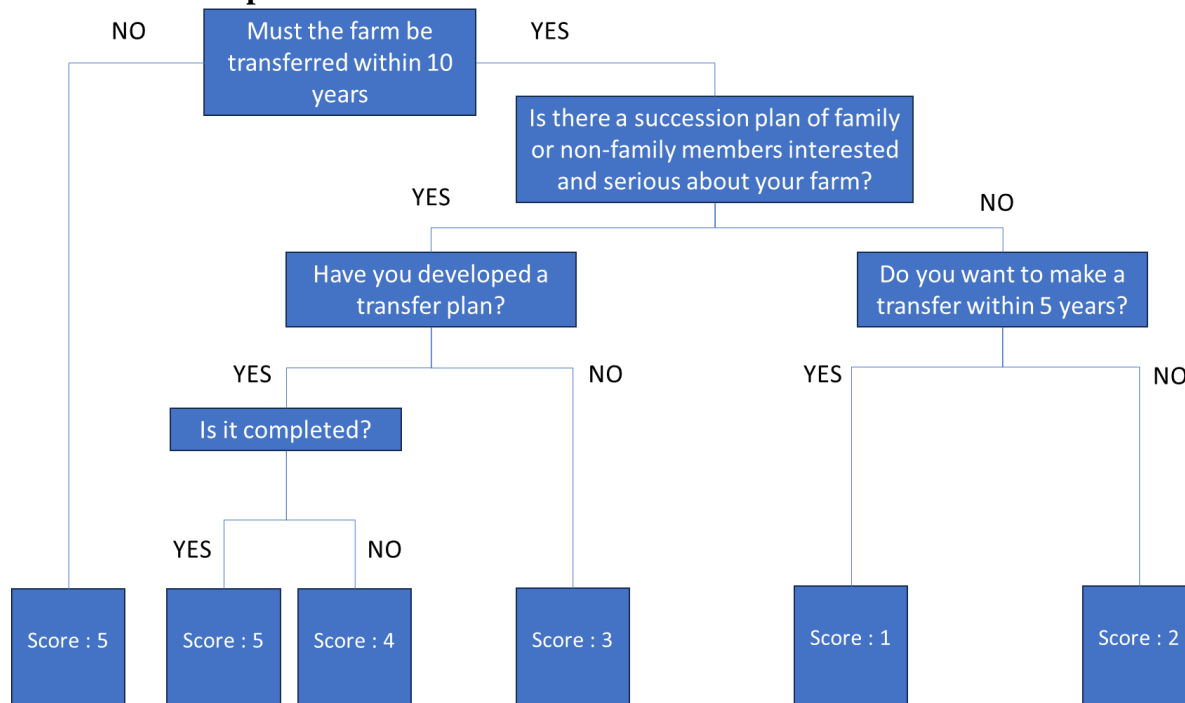 NO
Must the farm be
transferred within 10
years
YES
Is there a succession plan of family
or non-family members interested
and serious about your farm?
YES
NO
Have you developed a
transfer plan?
Do you want to make a
transfer within 5 years?
YES
NO
YES
NO
Is it completed?
YES
NO
Score : 5
Score : 5
Score : 4
Score : 3
Score : 1
Score : 2